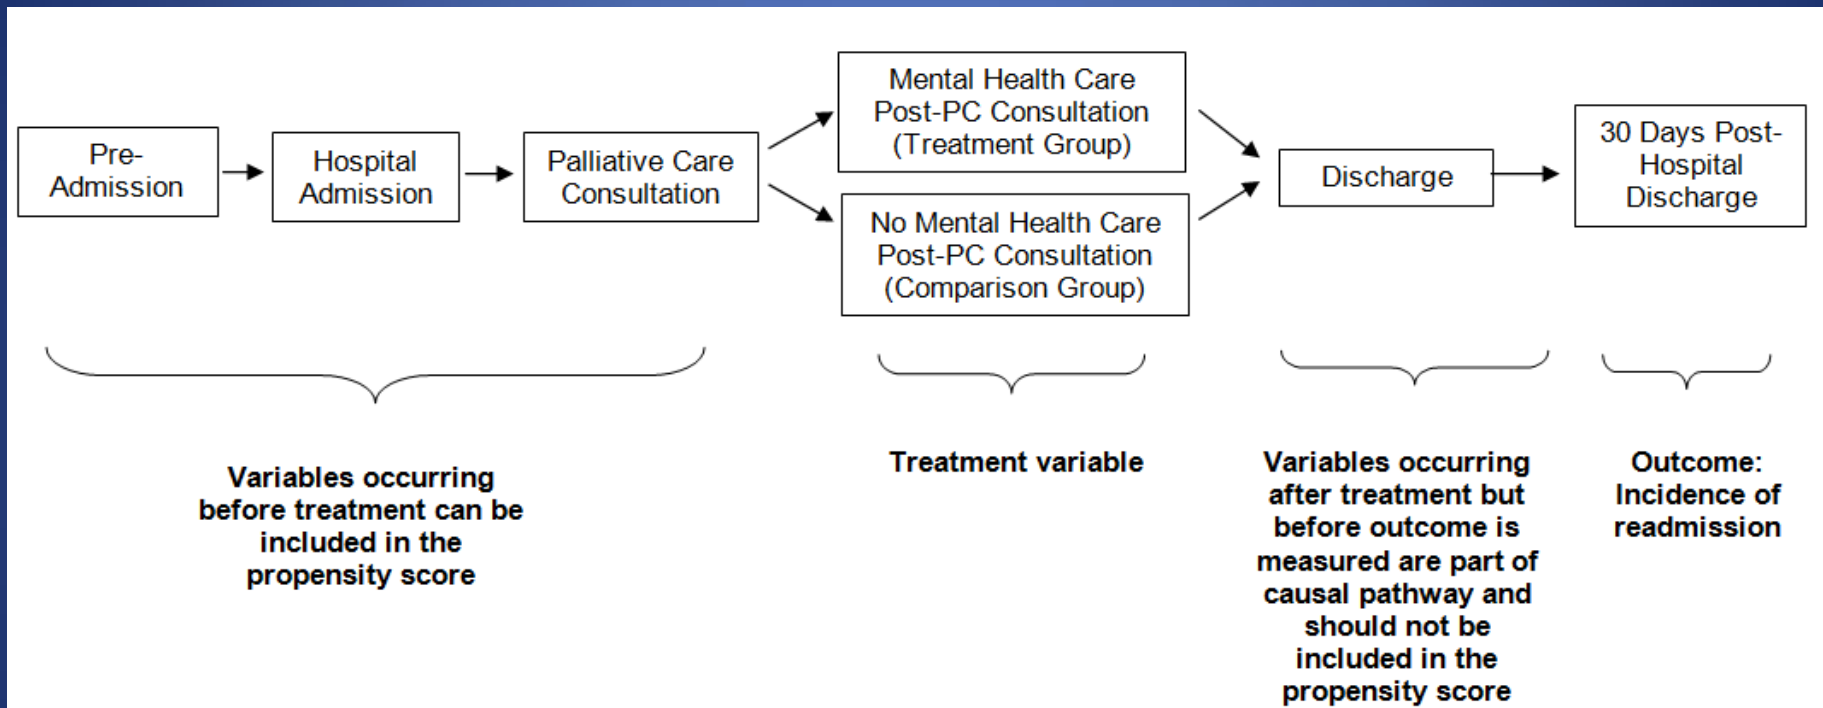 Pre-
Admission
Hospital
Admission
Palliative Care
Consultation
Mental Health Care
Post-PC Consultation
(Treatment Group)
No Mental Health Care
Post-PC Consultation
(Comparison Group)
Discharge
30 Days Post-
Hospital
Discharge
Variables occurring
before treatment can be
included in the
propensity score
Treatment variable
Variables occurring
after treatment but
before outcome is
measured are part of
causal pathway and
should not be
included in the
propensity score
Outcome:
Incidence of
readmission